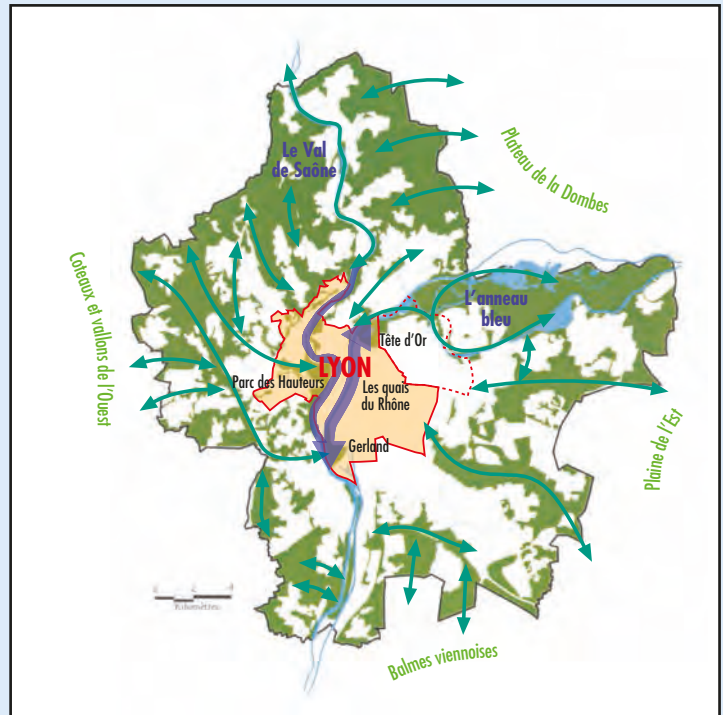 Plateau de la Dombes
Le Val
de Saône
Coteaux et vallons de l'Ouest
L'anneau
bleu
Tête d'Or
LYON
Parc des Hauteurs
Les quais
du Rhône
Gerland
Plaine de l'Est
Kilomètres
Balmes viennoises